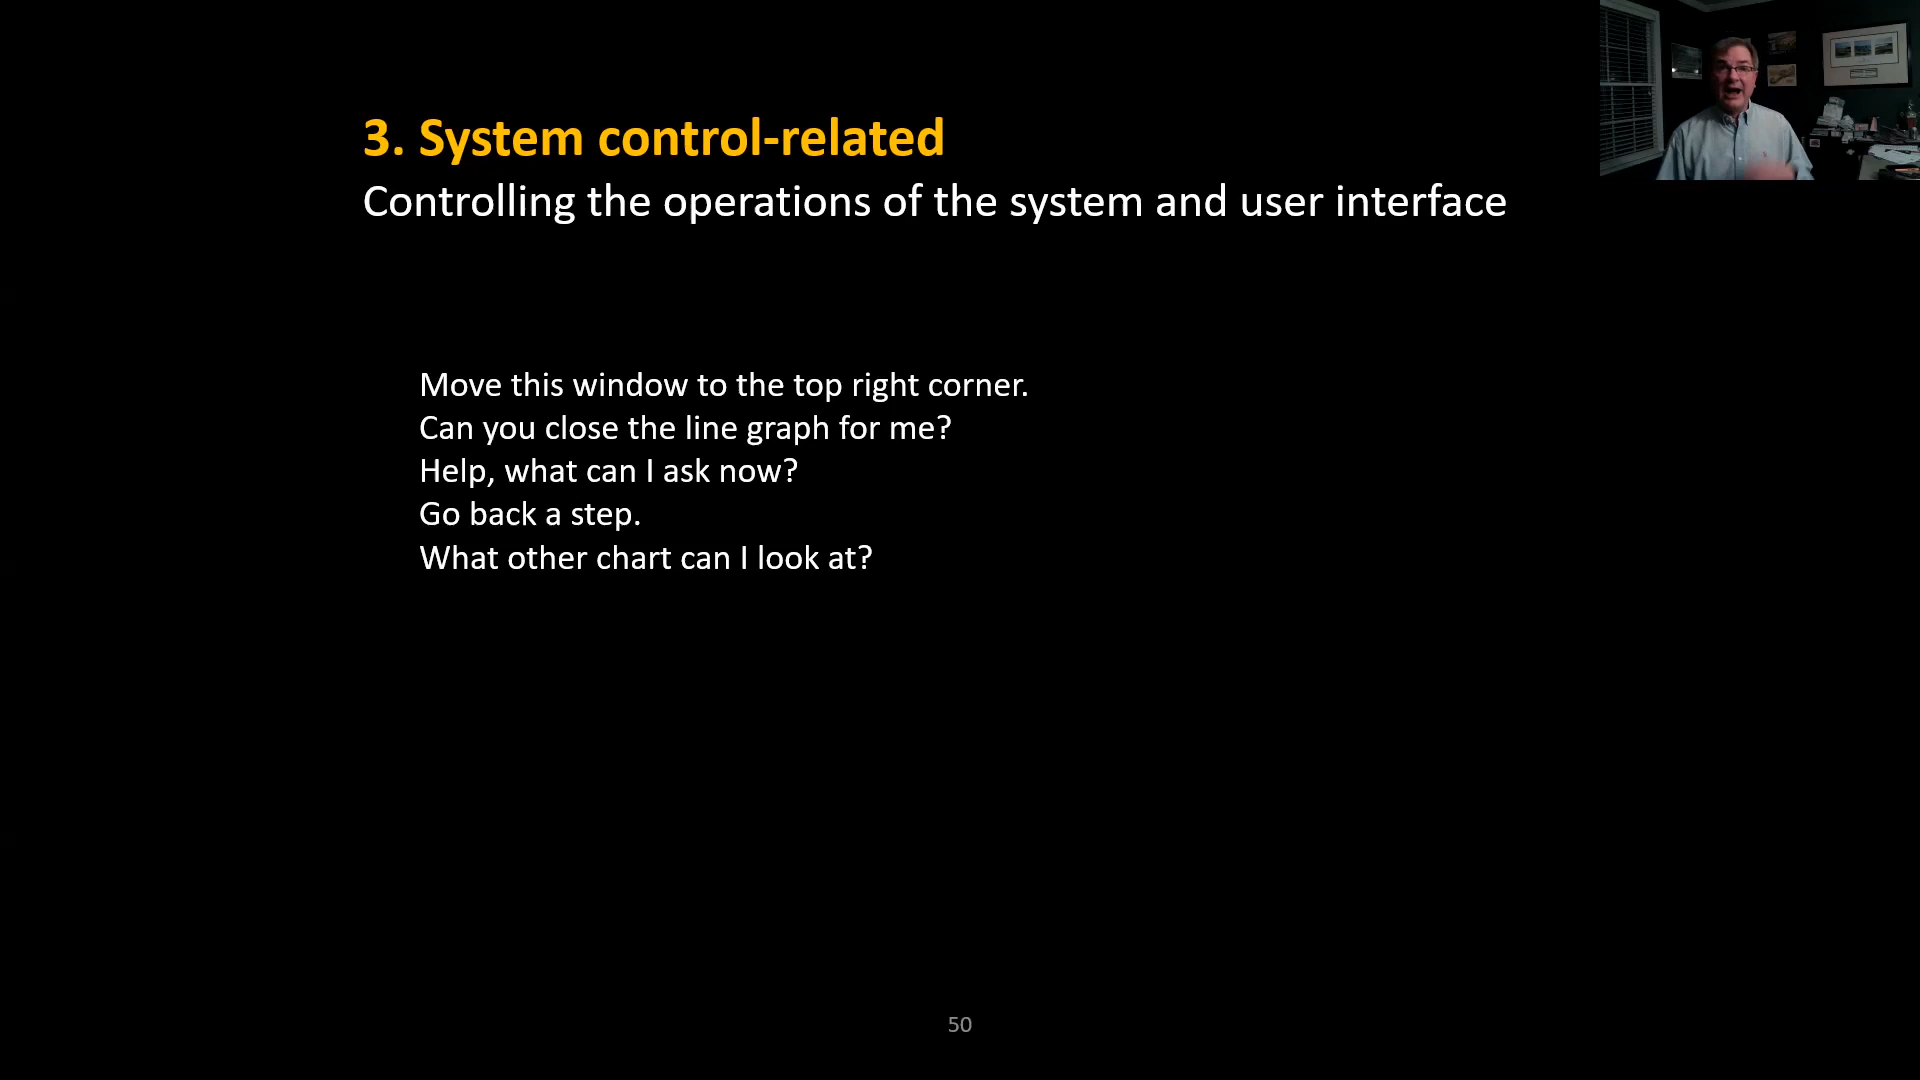 3. System control-related
Controlling the operations of the system and user interface
Move this window to the top right corner.
Can you close the line graph for me?
Help, what can I ask now?
Go back a step.
What other chart can I look at?
50